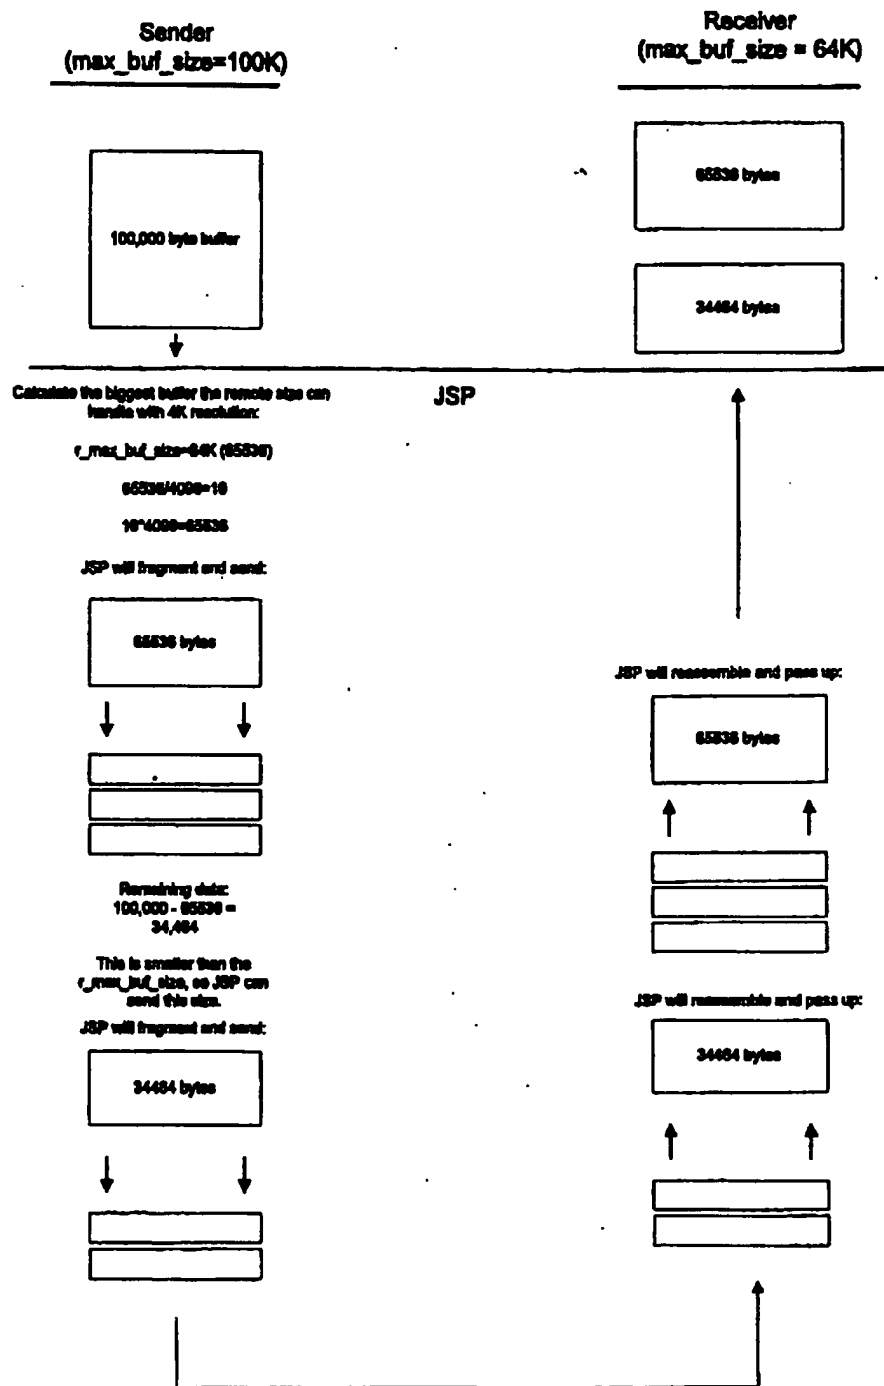 Sender
(max_buf_size=100K)
100,000 byte buffer
Calculate the biggest buffer the remote size can
handle with 4K resolution:
r_max_buf_size=64K (65536)
65536/4096=16
16*4096=65536
JSP will fragment and send:
65536 bytes
Remaining data:
100,000 - 65536 =
34,464
This is smaller than the
r_max_buf_size, so JSP can
send this size.
JSP will fragment and send:
34464 bytes
JSP
Receiver
(max_buf_size = 64K)
65536 bytes
34464 bytes
JSP will reassemble and pass up:
65536 bytes
JSP will reassemble and pass up:
34464 bytes